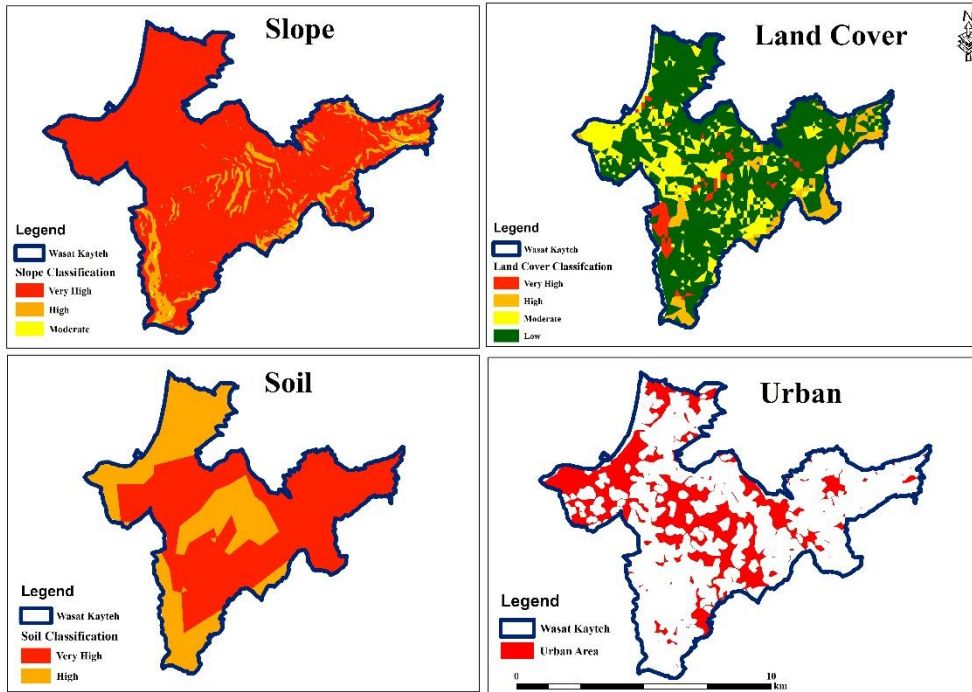 Slope
Legend
Wasat Kayteh
Slope Classification
Very High
High
Moderate
Land Cover
N
Legend
Wasat Kayteh
Land Cover Classifcation
Very High
High
Moderate
Low
Soil
Legend
Wasat Kayteh
Soil Classification
Very High
High
Urban
Legend
Wasat Kaytch
Urban Area
0 10
km